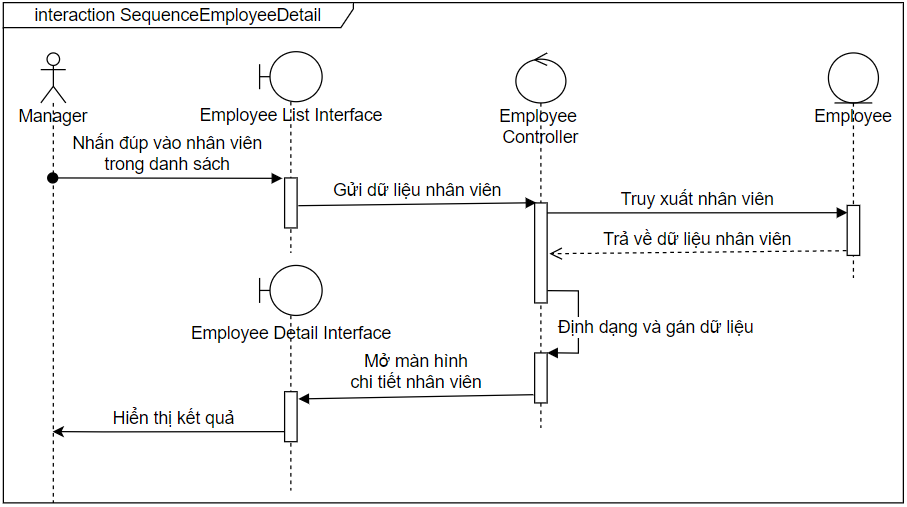 interaction SequenceEmployeeDetail
Manager
Employee List Interface
Employee
Controller
Employee
Nhấn đúp vào nhân viên
trong danh sách
Gửi dữ liệu nhân viên
Truy xuất nhân viên
Trả về dữ liệu nhân viên
Employee Detail Interface
Định dạng và gán dữ liệu
Mở màn hình
chi tiết nhân viên
Hiển thị kết quả